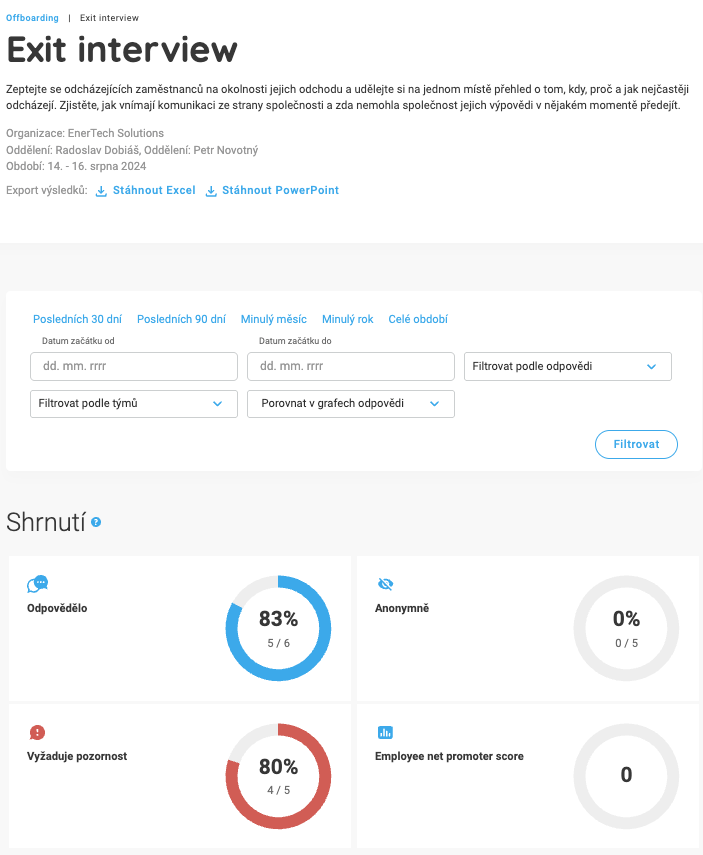 Offboarding | Exit interview
Exit interview
Zeptejte se odcházejících zaměstnanců na okolnosti jejich odchodu a udělejte si na jednom místě přehled o tom, kdy, proč a jak nejčastěji
odcházejí. Zjistěte, jak vnímají komunikaci ze strany společnosti a zda nemohla společnost jejich výpovědi v nějakém momentě předejít.
Organizace: EnerTech Solutions
Oddělení: Radoslav Dobiáš, Oddělení: Petr Novotný
Období: 14. - 16. srpna 2024
Export výsledků: Stáhnout Excel Stáhnout PowerPoint
Posledních 30 dní Posledních 90 dní Minulý měsíc Minulý rok Celé období
Datum začátku od Datum začátku do
dd. mm. rrrr dd. mm. rrrr Filtrovat podle odpovědi
Filtrovat podle týmů Porovnat v grafech odpovědi
Filtrovat
Shrnutí ?
Odpovědělo
83%
5 / 6
Anonymně
0%
0 / 5
Vyžaduje pozornost
80%
4 / 5
Employee net promoter score
0